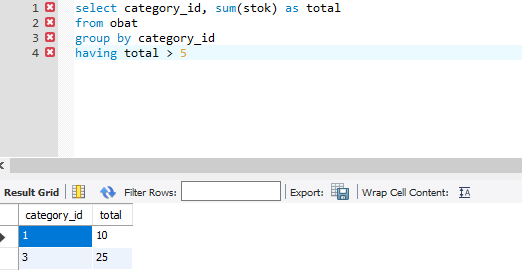 1 select category_id, sum(stok) as total
2 from obat
3 group by category_id
4 having total > 5
Result Grid Filter Rows: Export: Wrap Cell Content: IA
category_id total
1 10
3 25